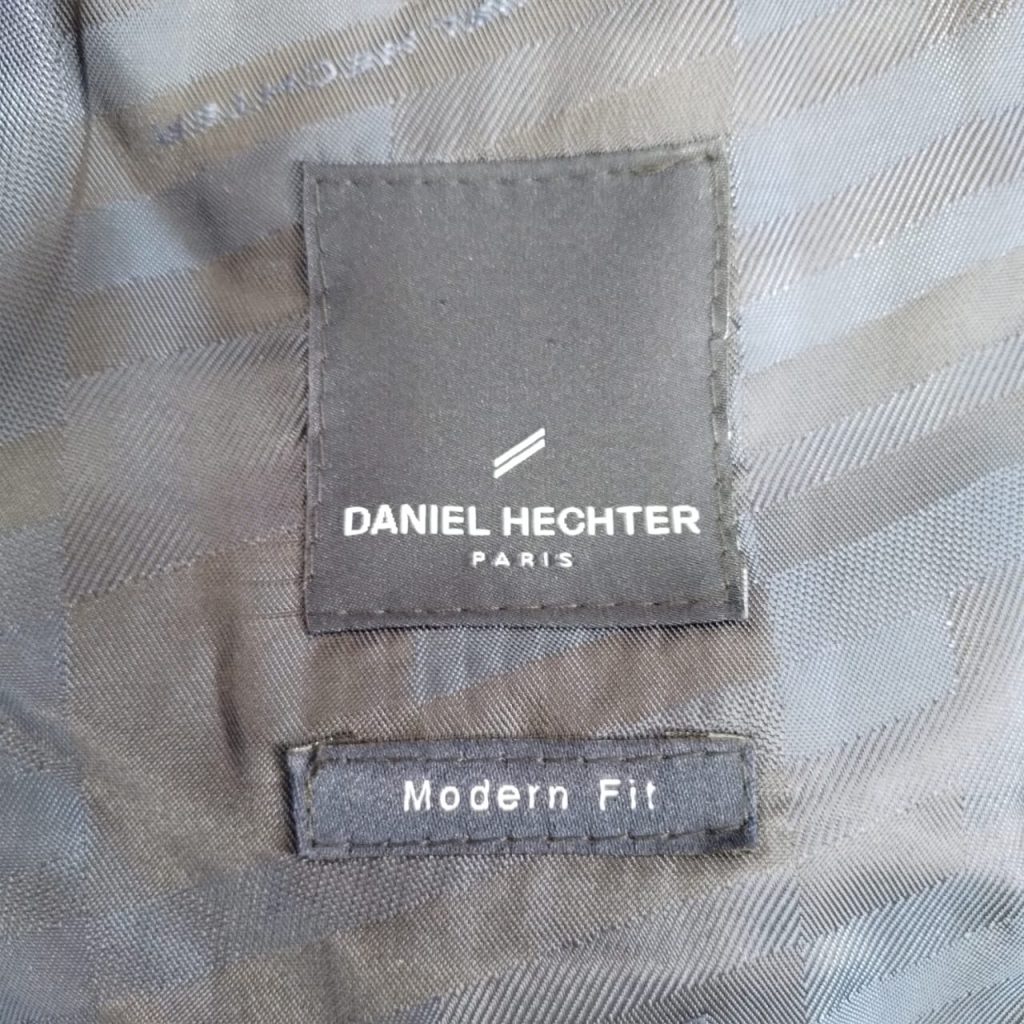 DANIEL HECHTER
PARIS
Modern Fit